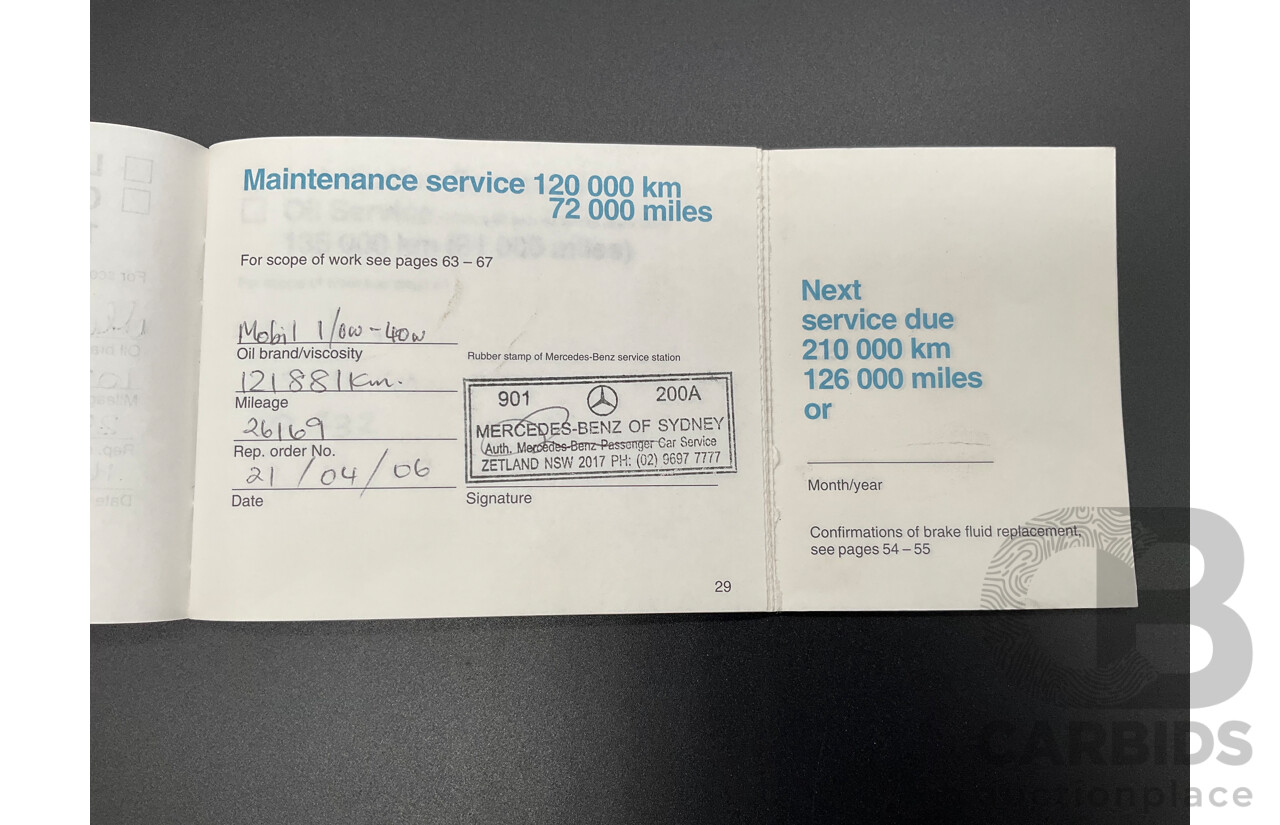 Maintenance service 120 000 km
72 000 miles
For scope of work see pages 63 – 67
Mobil 1/0w-40w
Oil brand/viscosity
121881Km.
Mileage
26169
Rep. order No.
21/04/06
Date
Rubber stamp of Mercedes-Benz service station
901 200A
MERCEDES-BENZ OF SYDNEY
Auth. Mercedes-Benz Passenger Car Service
ZETLAND NSW 2017 PH: (02) 9697 7777
Signature
29
Next
service due
210 000 km
126 000 miles
or
Month/year
Confirmations of brake fluid replacement,
see pages 54 – 55
CARBIDS
auctionplace